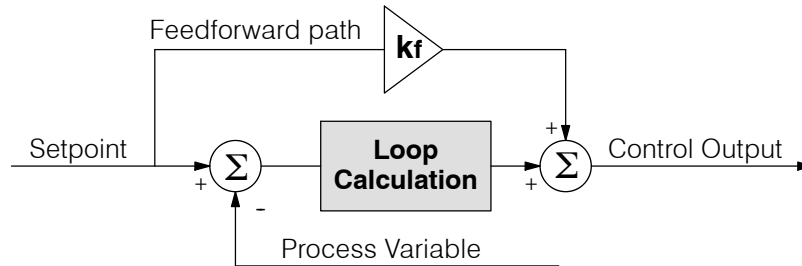 Feedforward path
kf
+
Setpoint
Σ
Loop
Calculation
Σ
Control Output
+
+
-
Process Variable